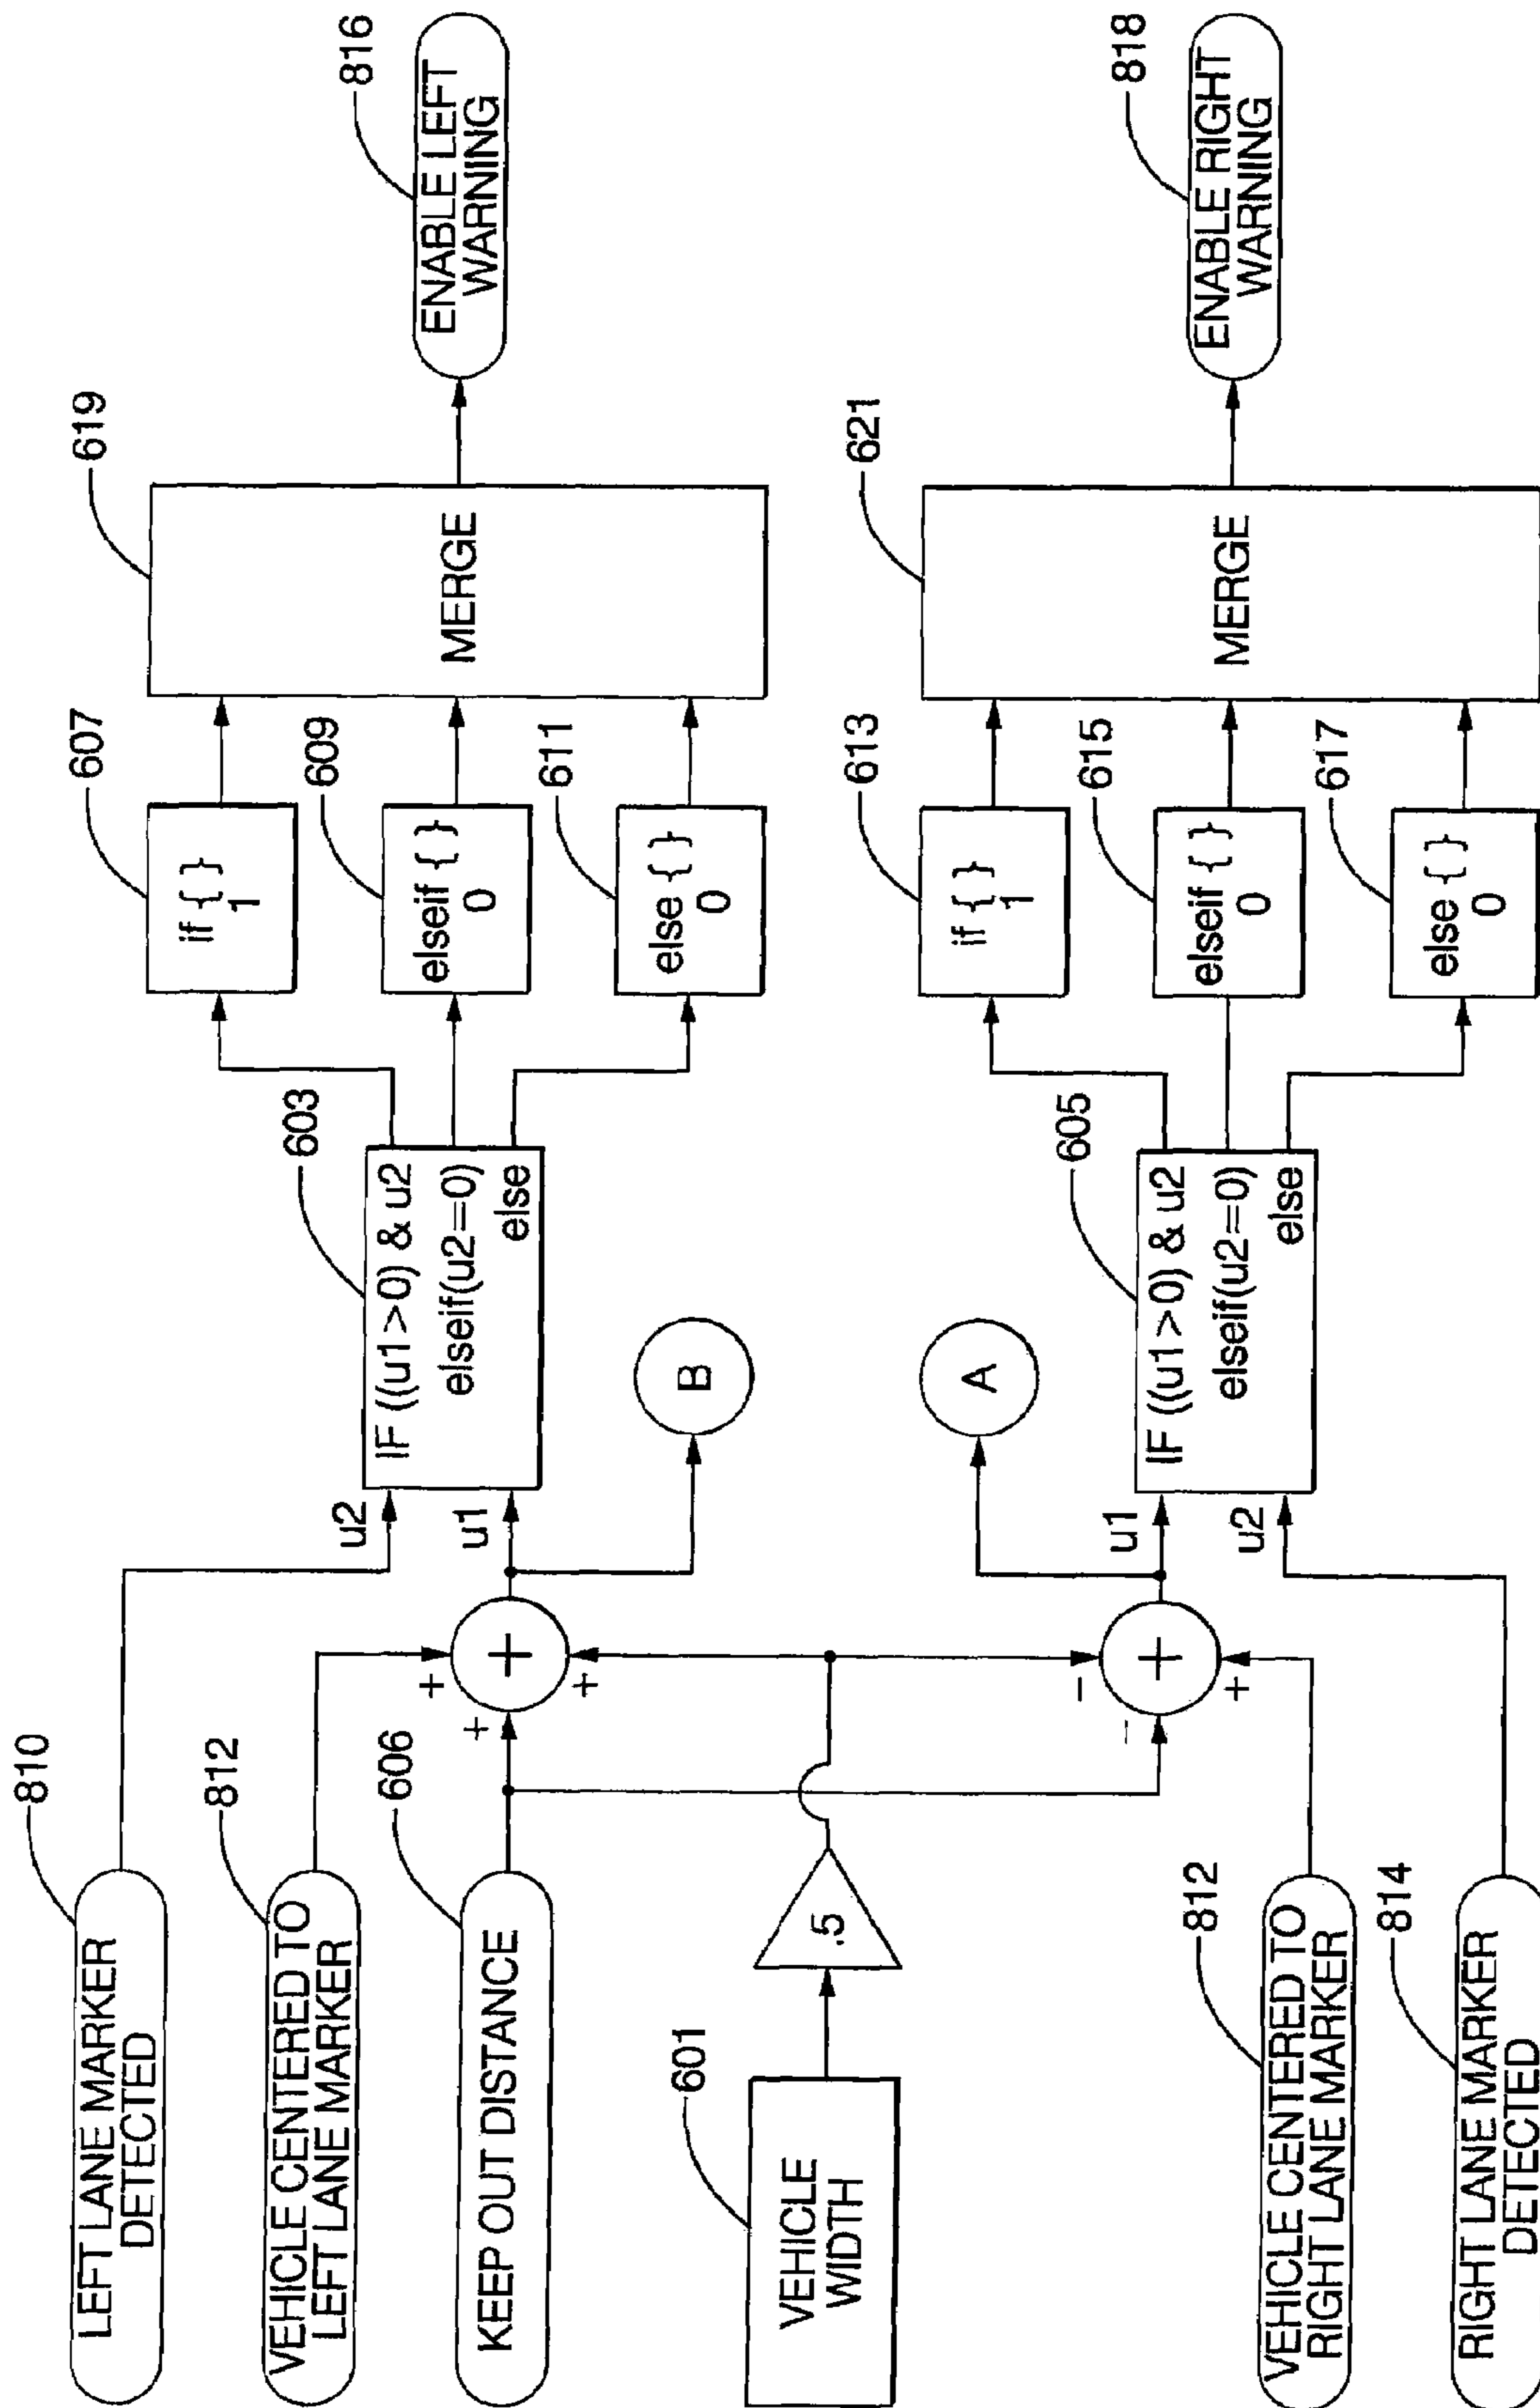 LEFT LANE MARKER
DETECTED
810
VEHICLE CENTERED TO
LEFT LANE MARKER
812
KEEP OUT DISTANCE
606
VEHICLE
WIDTH
601
.5
VEHICLE CENTERED TO
RIGHT LANE MARKER
812
RIGHT LANE MARKER
DETECTED
814
+
+
+
+
-
-
+
+
u2
u1
B
A
u1
u2
603
IF ((u1>0) & u2
elseif(u2==0)
else
605
IF ((u1>0) & u2
elseif(u2==0)
else
607
if { }
1
609
elseif { }
0
611
else { }
0
613
if { }
1
615
elseif { }
0
617
else { }
0
619
MERGE
621
MERGE
816
ENABLE LEFT
WARNING
818
ENABLE RIGHT
WARNING